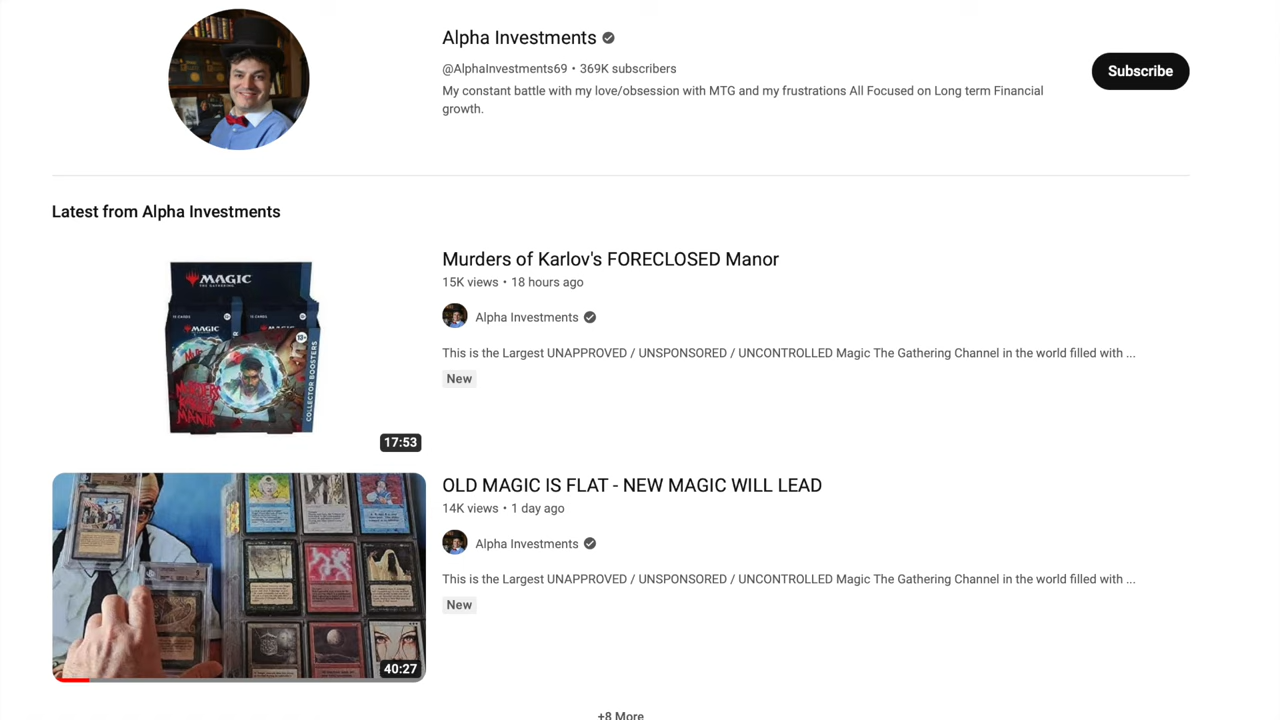 Alpha Investments
@AlphaInvestments69 • 369K subscribers
Subscribe
My constant battle with my love/obsession with MTG and my frustrations All Focused on Long term Financial
growth.
Latest from Alpha Investments
MAGIC
MAGIC
MAGIC
COLLECTOR BOOSTERS
17:53
Murders of Karlov's FORECLOSED Manor
15K views • 18 hours ago
Alpha Investments
This is the Largest UNAPPROVED / UNSPONSORED / UNCONTROLLED Magic The Gathering Channel in the world filled with ...
New
40:27
OLD MAGIC IS FLAT - NEW MAGIC WILL LEAD
14K views • 1 day ago
Alpha Investments
This is the Largest UNAPPROVED / UNSPONSORED / UNCONTROLLED Magic The Gathering Channel in the world filled with ...
New
+8 More